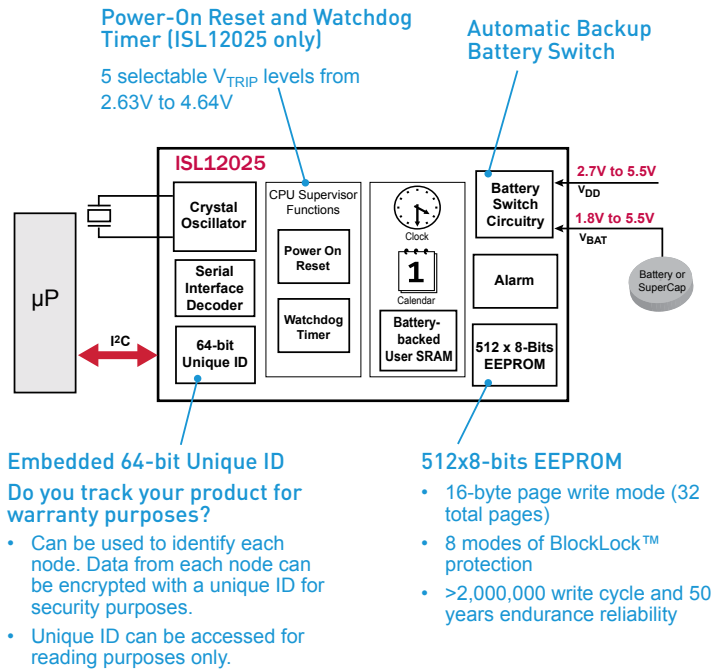 Power-On Reset and Watchdog
Timer (ISL12025 only)
5 selectable VTRIP levels from
2.63V to 4.64V
Automatic Backup
Battery Switch
ISL12025
Crystal
Oscillator
Serial
Interface
Decoder
64-bit
Unique ID
CPU Supervisor
Functions
Power On
Reset
Watchdog
Timer
Clock
1
Calendar
Battery-
backed
User SRAM
Battery
Switch
Circuitry
Alarm
512 x 8-Bits
EEPROM
2.7V to 5.5V
VDD
1.8V to 5.5V
VBAT
Battery or
SuperCap
µP
I²C
Embedded 64-bit Unique ID
Do you track your product for
warranty purposes?
• Can be used to identify each
node. Data from each node can
be encrypted with a unique ID for
security purposes.
• Unique ID can be accessed for
reading purposes only.
512x8-bits EEPROM
• 16-byte page write mode (32
total pages)
• 8 modes of BlockLock™
protection
• >2,000,000 write cycle and 50
years endurance reliability